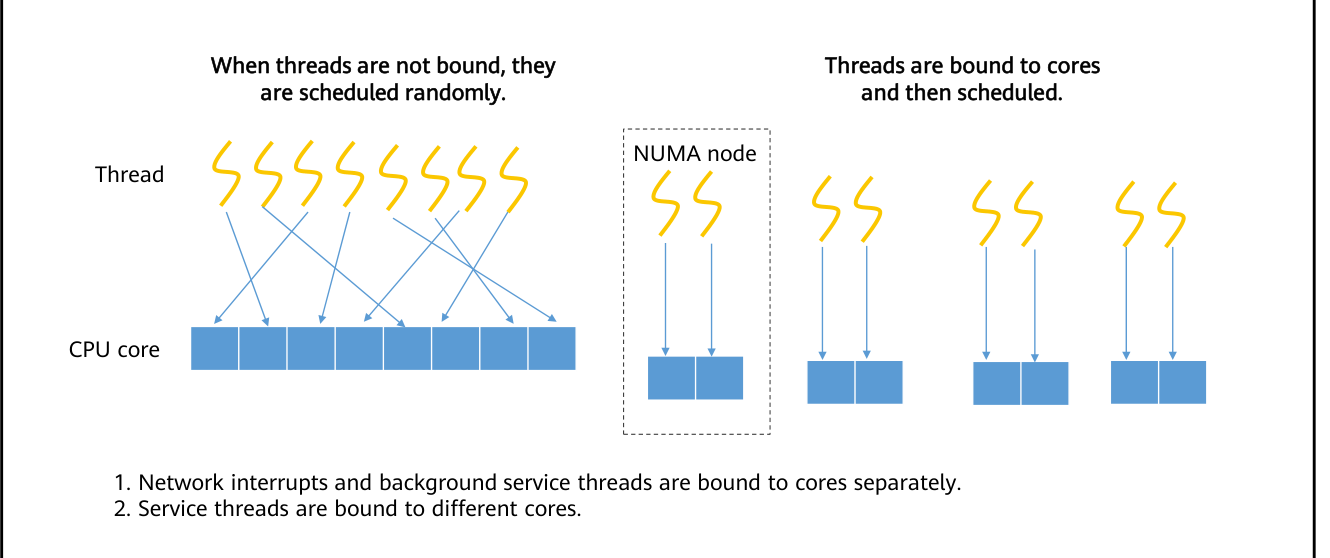 When threads are not bound, they
are scheduled randomly.
Threads are bound to cores
and then scheduled.
Thread
NUMA node
CPU core
1. Network interrupts and background service threads are bound to cores separately.
2. Service threads are bound to different cores.